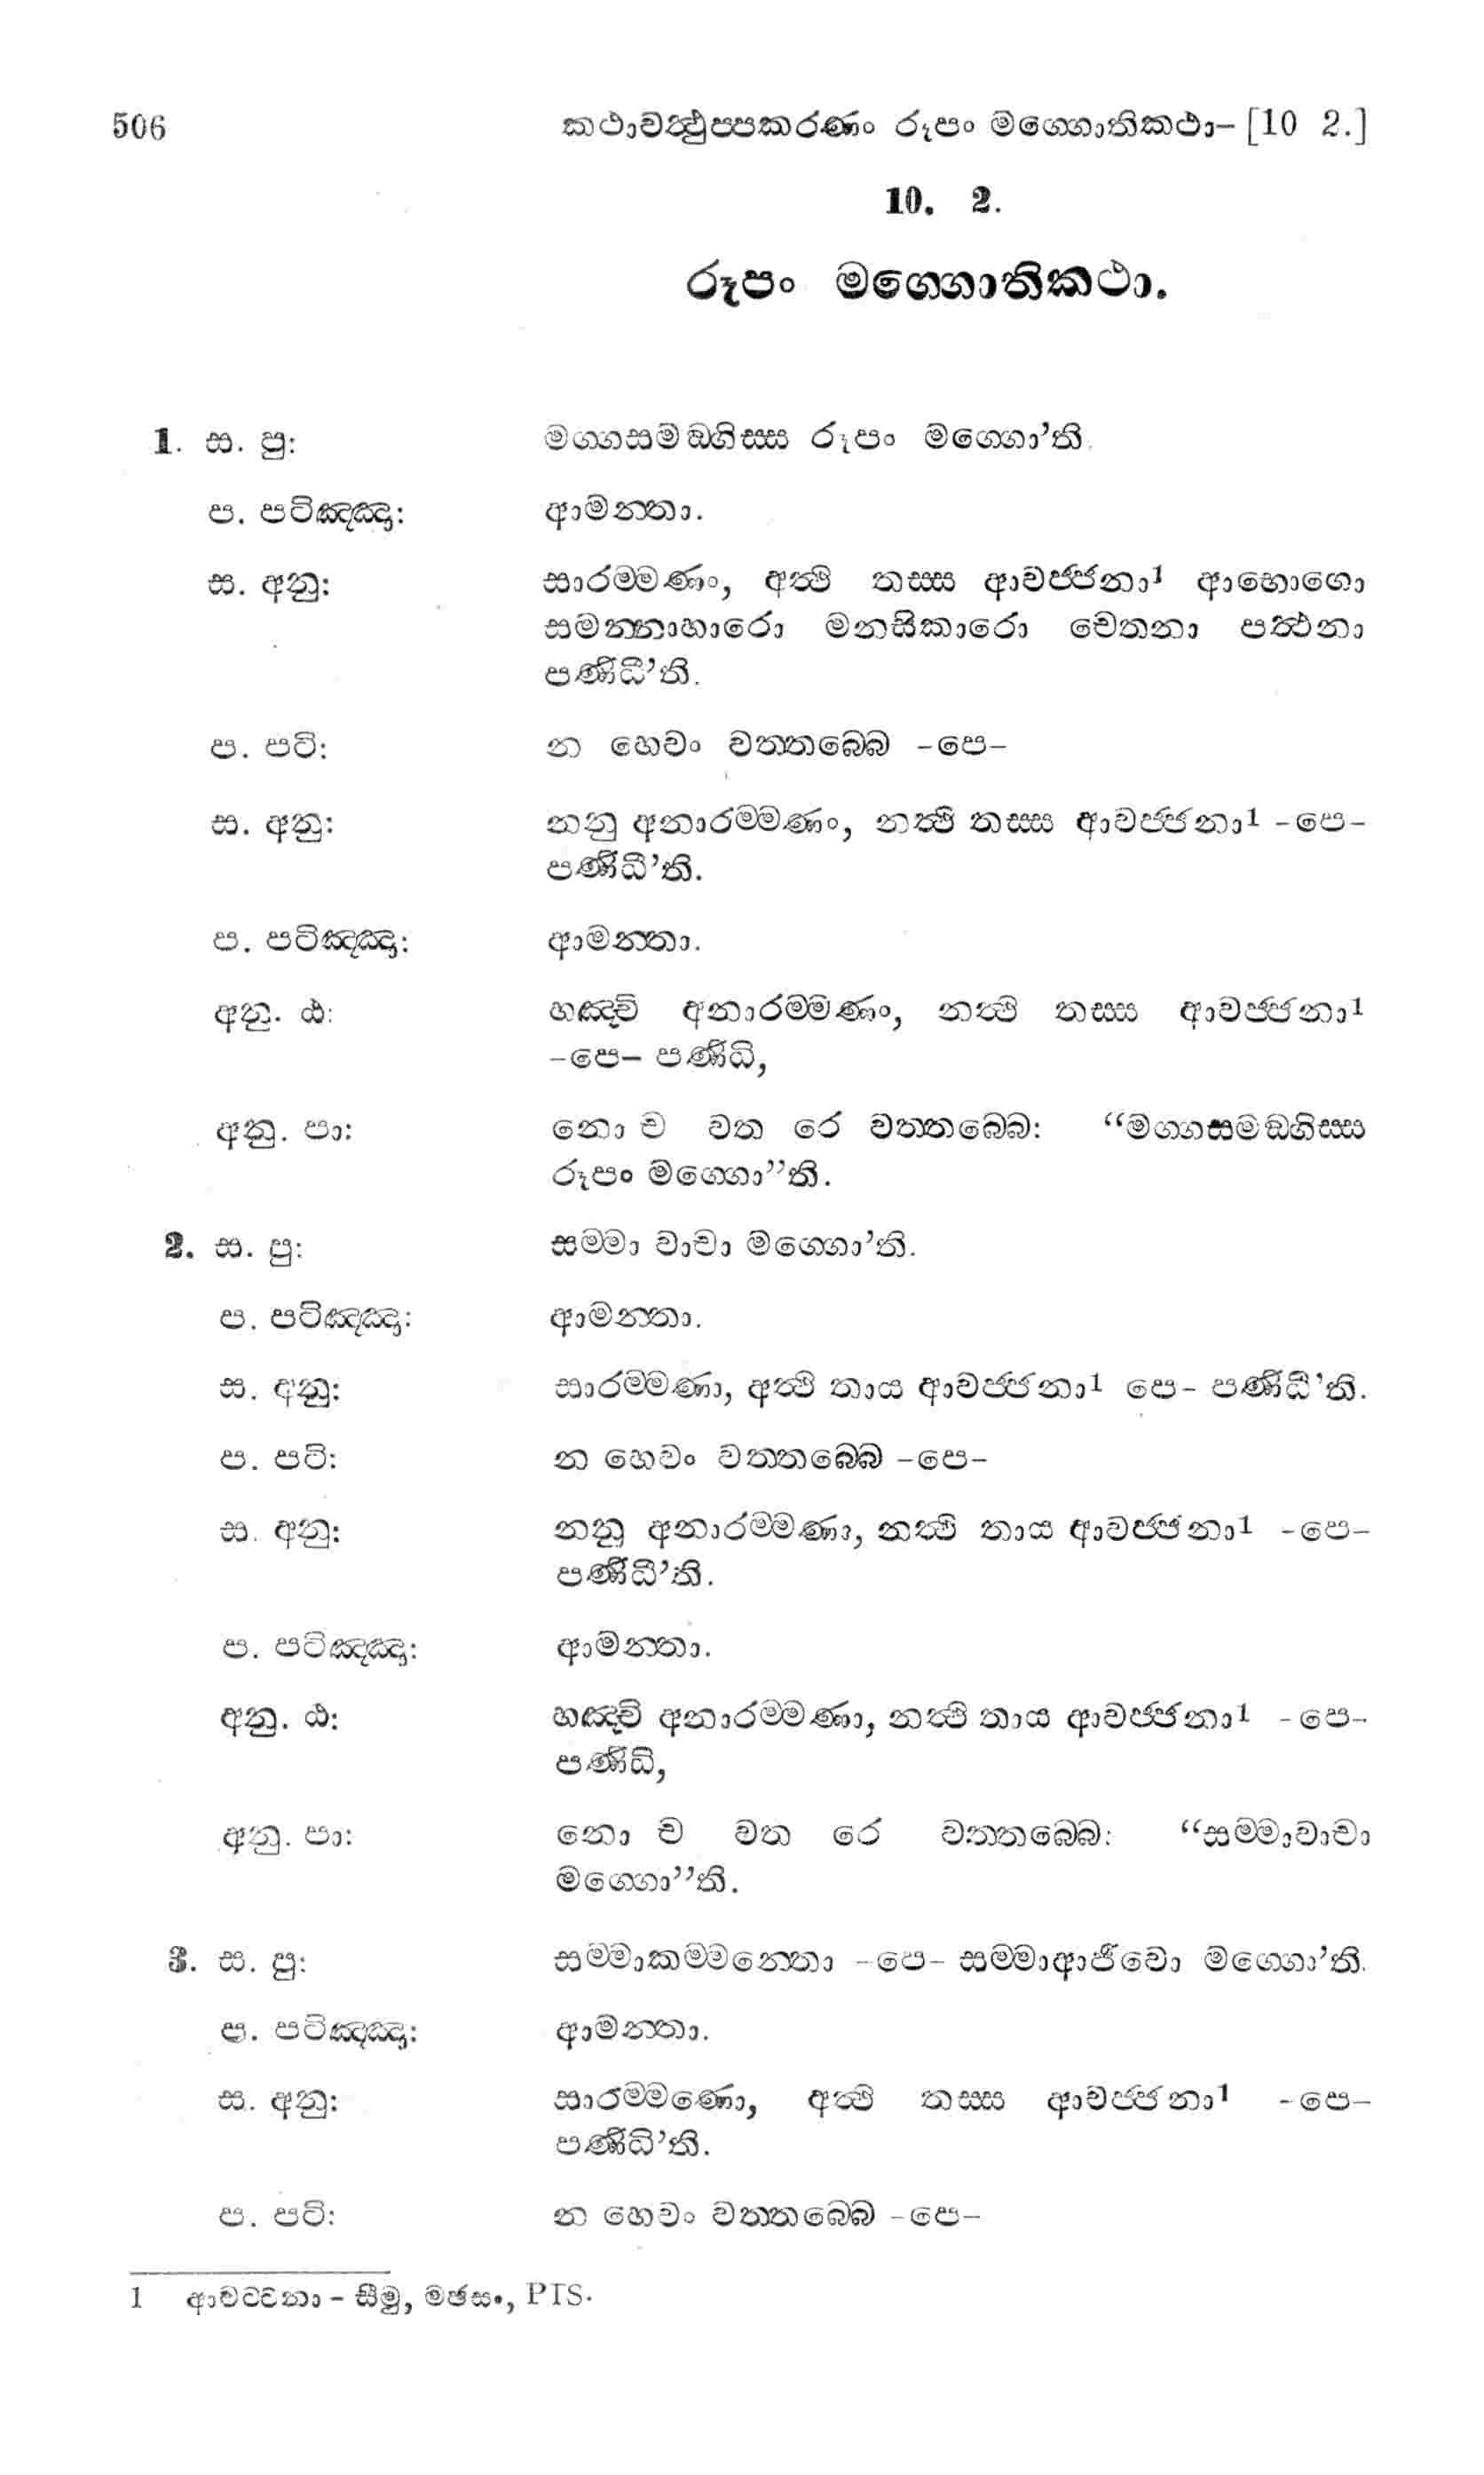 506 කථාවත්‍ථුප්පකරණං රූපං මග්ගොතිකථා– [10 2.]
10. 2.
රූපං මග්ගොතිකථා.
1. ස. පු: මග්ගසමඞ්ගිස්ස රූපං මග්ගො’ති.
ප. පටිඤ්ඤා: ආමන්තා.
ස. අනු: සාරම්මණං, අත්‍ථි තස්ස ආවජ්ජනා1 ආභොගො
සමන්නාහාරො මනසිකාරො චෙතනා පත්‍ථනා
පණිධී’ති.
ප. පටි: න හෙවං වත්තබ්බෙ -පෙ-
ස. අනු: නනු අනාරම්මණං, නත්‍ථි තස්ස ආවජ්ජනා1 -පෙ-
පණිධී’ති.
ප. පටිඤ්ඤා: ආමන්තා.
අනු. ඨ: හඤ්චි අනාරම්මණං, නත්‍ථි තස්ස ආවජ්ජනා1
-පෙ- පණිධි,
අනු. පා: නො ච වත රෙ වත්තබ්බෙ: “මග්ගසමඞ්ගිස්ස
රූපං මග්ගො”ති.
2. ස. පු: සම්මා වාචා මග්ගො’ති.
ප. පටිඤ්ඤා: ආමන්තා.
ස. අනු: සාරම්මණා, අත්‍ථි තාය ආවජ්ජනා1 පෙ- පණිධී’ති.
ප. පටි: න හෙවං වත්තබ්බෙ -පෙ-
ස. අනු: නනු අනාරම්මණා, නත්‍ථි තාය ආවජ්ජනා1 -පෙ-
පණිධී’ති.
ප. පටිඤ්ඤා: ආමන්තා.
අනු. ඨ: හඤ්චි අනාරම්මණා, නත්‍ථි තාය ආවජ්ජනා1 -පෙ-
පණිධි,
අනු. පා: නො ච වත රෙ වත්තබ්බෙ: “සම්මාවාචා
මග්ගො”ති.
3. ස. පු: සම්මාකම්මන්තො -පෙ- සම්මාආජීවො මග්ගො’ති.
ප. පටිඤ්ඤා: ආමන්තා.
ස. අනු: සාරම්මණො, අත්‍ථි තස්ස ආවජ්ජනා1 -පෙ-
පණිධි’ති.
ප. පටි: න හෙවං වත්තබ්බෙ -පෙ-
1 ආවට්ටනා - සීමු, මජසං, PTS.